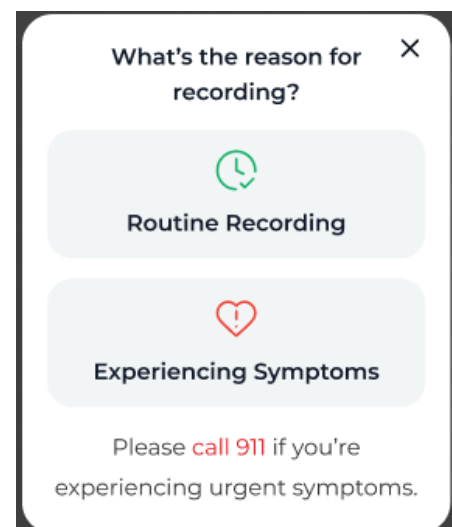 What’s the reason for
recording?
Routine Recording
Experiencing Symptoms
Please call 911 if you’re
experiencing urgent symptoms.